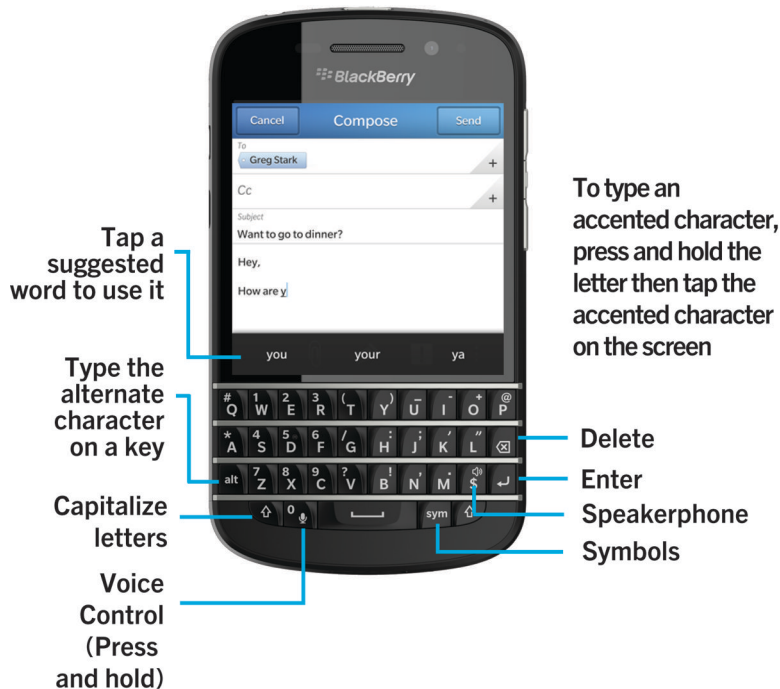 BlackBerry
Cancel Compose Send
To
Greg Stark +
Cc +
Subject
Want to go to dinner?
Hey,
How are y
you your ya
# Q 1 W 2 E 3 R ( T ) Y _ U - I + O @ P
* A 4 S 5 D 6 F / G : H ; J ' K " L
alt 7 Z 8 X 9 C ? V ! B , N . M $
0 sym
Tap a
suggested
word to use it
Type the
alternate
character
on a key
Capitalize
letters
Voice
Control
(Press
and hold)
To type an
accented character,
press and hold the
letter then tap the
accented character
on the screen
Delete
Enter
Speakerphone
Symbols